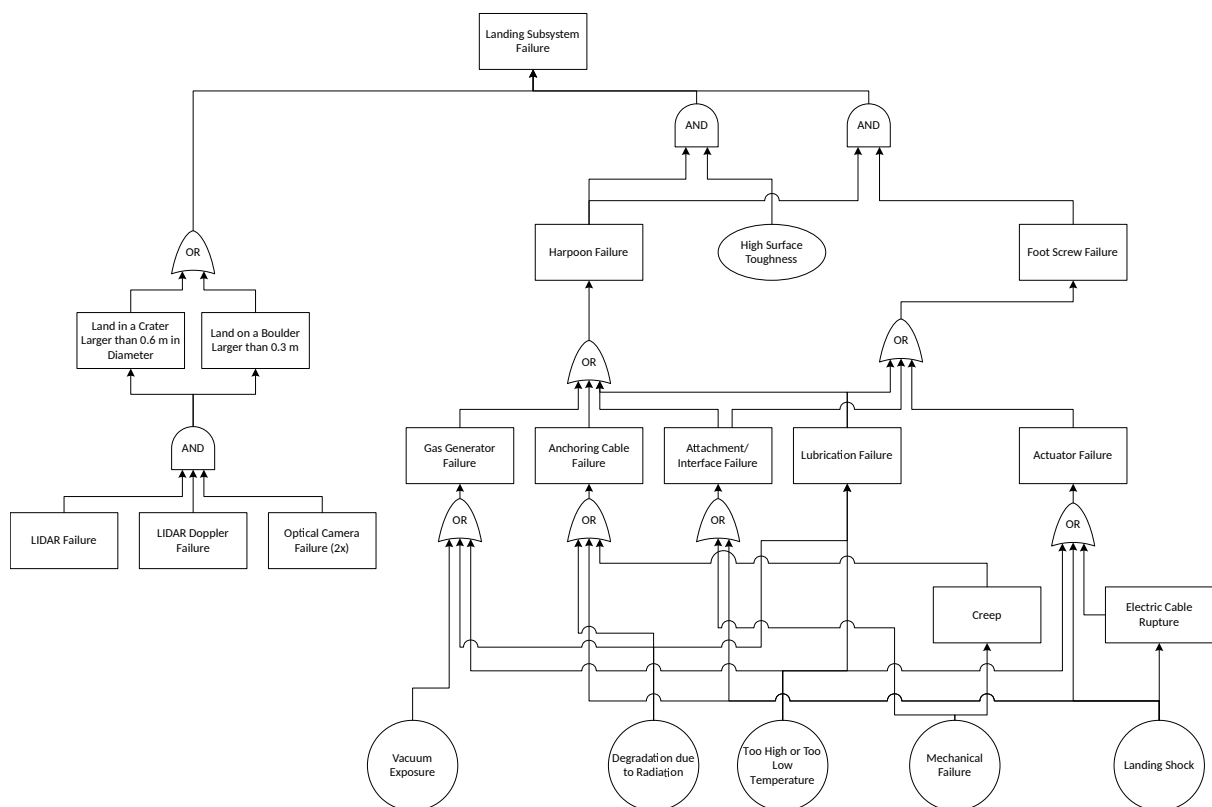 Landing Subsystem
Failure
AND
AND
OR
Harpoon Failure
High Surface
Toughness
Foot Screw Failure
Land in a Crater
Larger than 0.6 m in
Diameter
Land on a Boulder
Larger than 0.3 m
OR
OR
AND
Gas Generator
Failure
Anchoring Cable
Failure
Attachment/
Interface Failure
Lubrication Failure
Actuator Failure
LIDAR Failure
LIDAR Doppler
Failure
Optical Camera
Failure (2x)
OR
OR
OR
OR
Creep
Electric Cable
Rupture
Vacuum
Exposure
Degradation due
to Radiation
Too High or Too
Low
Temperature
Mechanical
Failure
Landing Shock